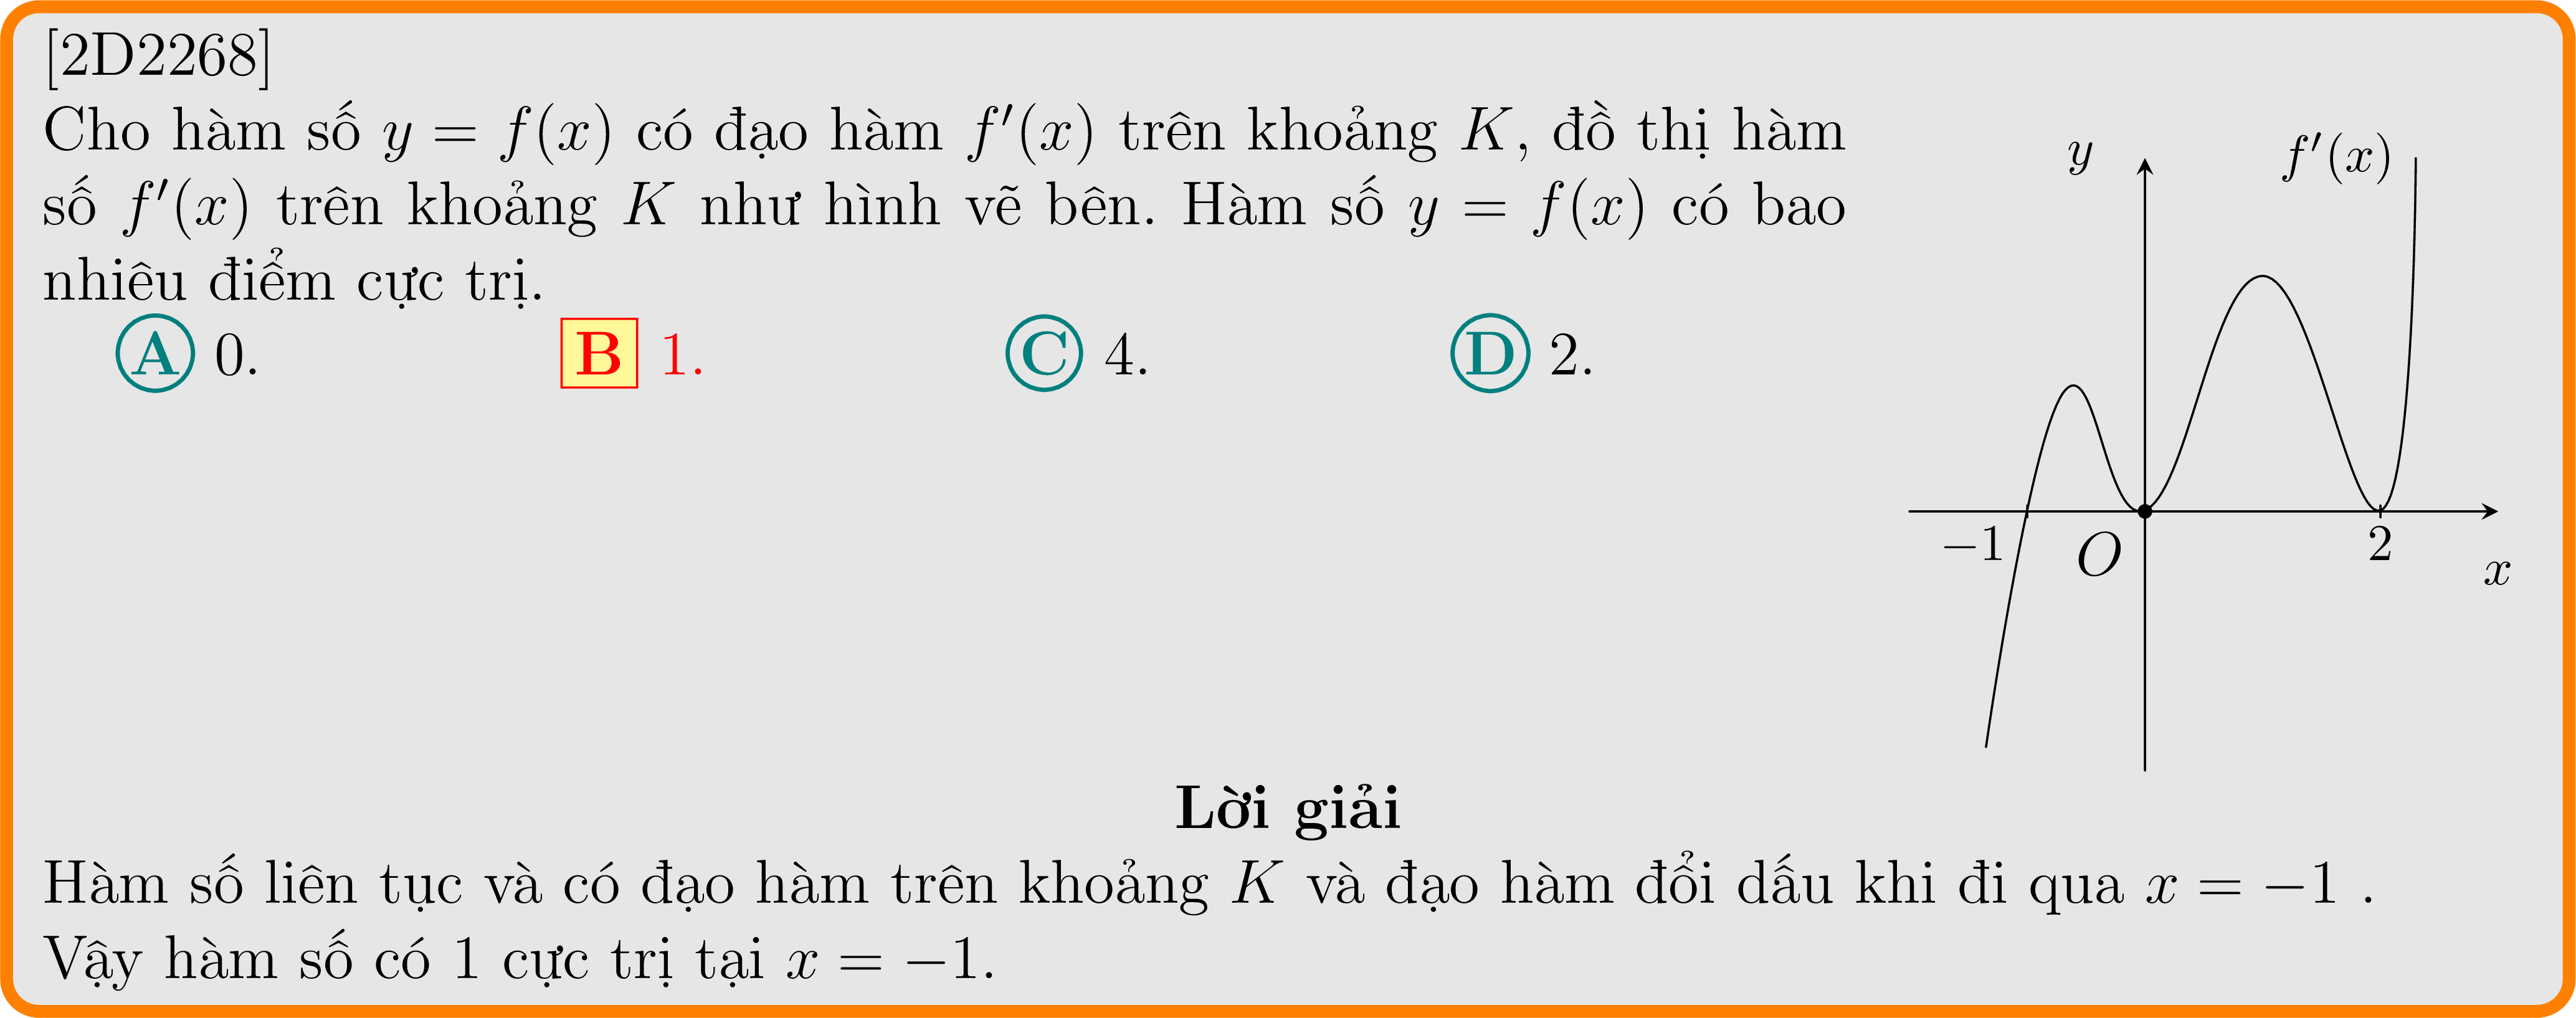 [2D2268]
Cho hàm số y = f(x) có đạo hàm f′(x) trên khoảng K, đồ thị hàm
số f′(x) trên khoảng K như hình vẽ bên. Hàm số y = f(x) có bao
nhiêu điểm cực trị.
A 0. B 1. C 4. D 2.
y f′(x)
−1 O 2
x
Lời giải
Hàm số liên tục và có đạo hàm trên khoảng K và đạo hàm đổi dấu khi đi qua x = −1 .
Vậy hàm số có 1 cực trị tại x = −1.